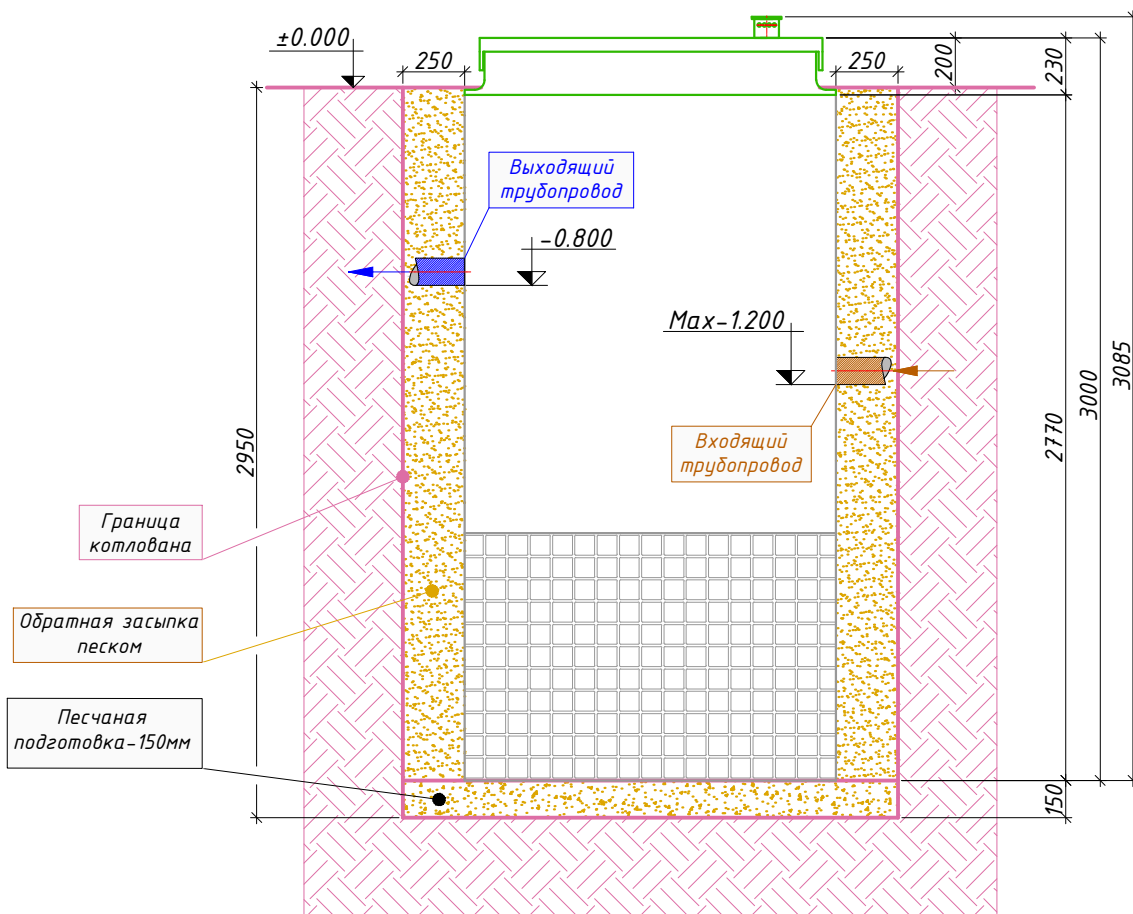 ±0.000
250
250
200
230
Выходящий
трубопровод
-0.800
Max-1.200
3085
3000
2770
2950
Входящий
трубопровод
Граница
котлована
Обратная засыпка
песком
Песчаная
подготовка-150мм
150